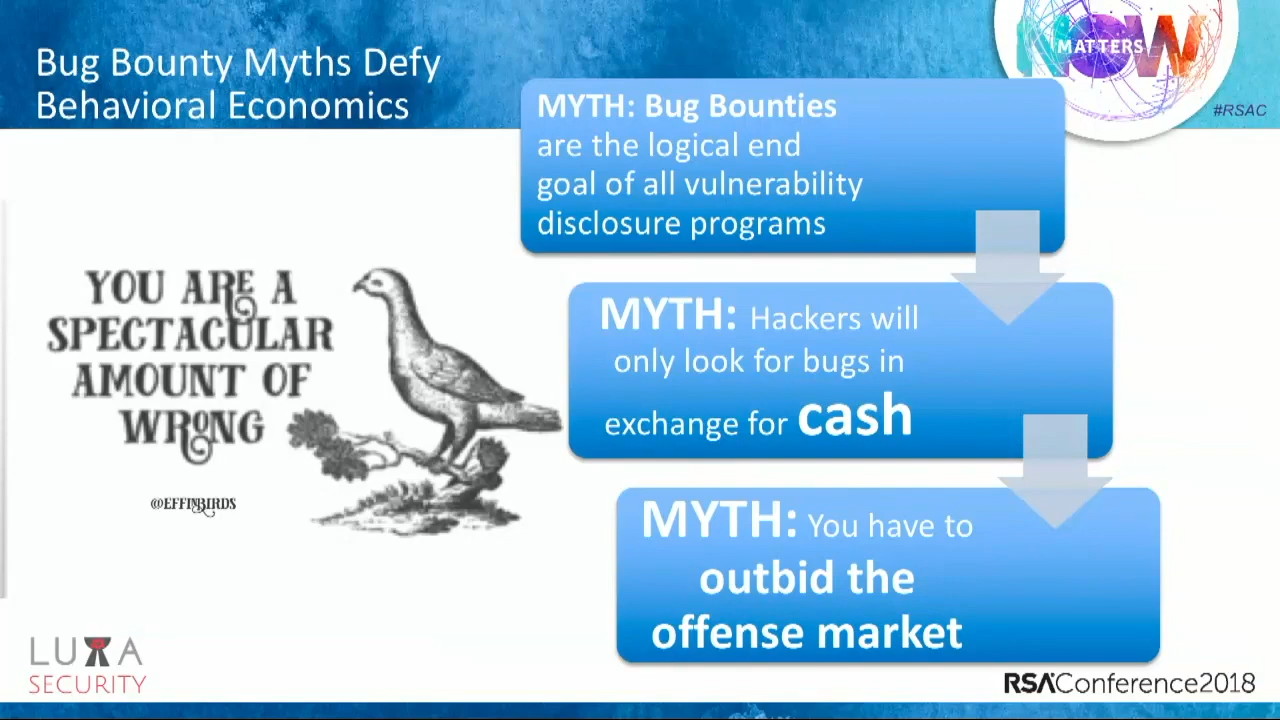 Bug Bounty Myths Defy
Behavioral Economics
NOW
MATTERS
#RSAC
MYTH: Bug Bounties
are the logical end
goal of all vulnerability
disclosure programs
YOU ARE A
SPECTACULAR
AMOUNT OF
WRONG
@EFFINBIRDS
MYTH: Hackers will
only look for bugs in
exchange for cash
MYTH: You have to
outbid the
offense market
LUTA
SECURITY
RSAConference2018